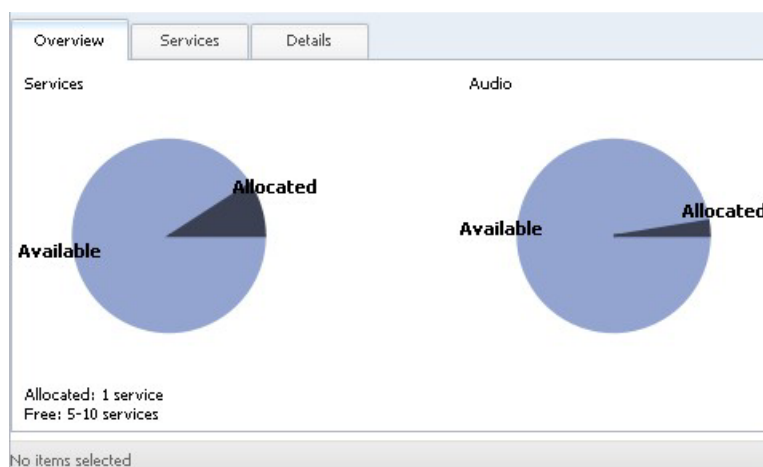 Overview
Services
Details
Services
Audio
Allocated
Available
Allocated
Available
Allocated: 1 service
Free: 5-10 services
No items selected